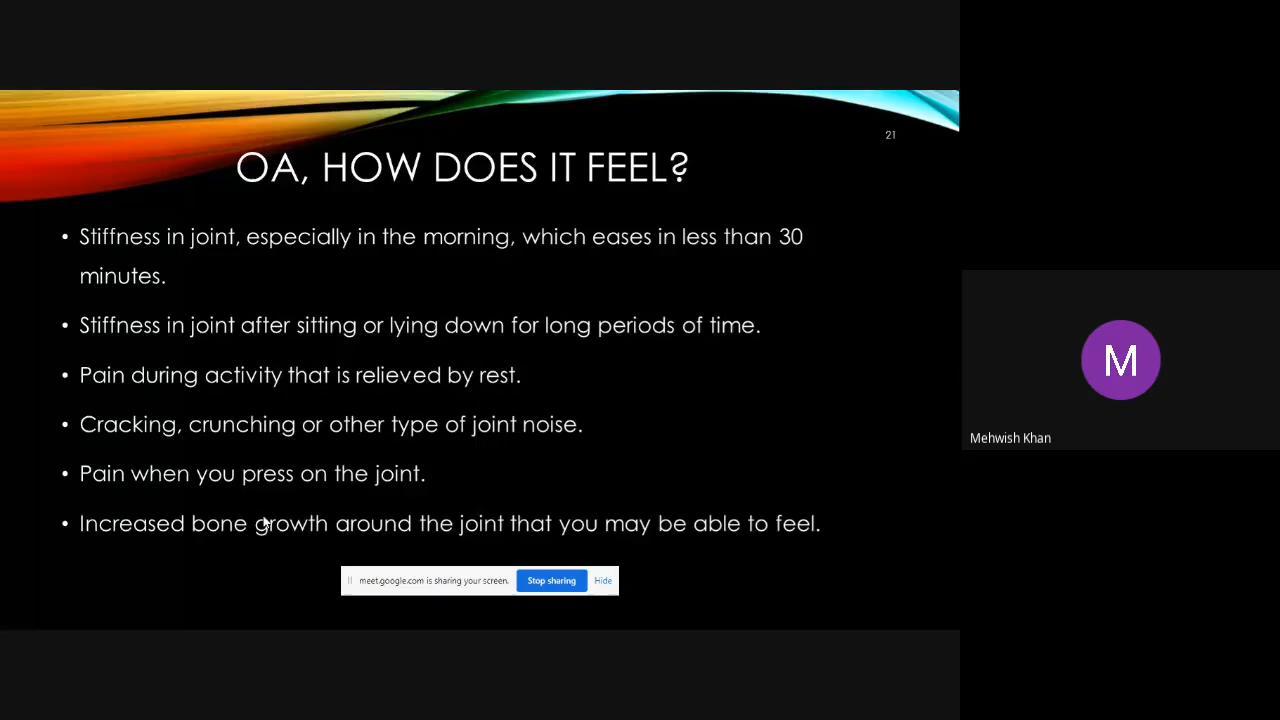 21
OA, HOW DOES IT FEEL?
• Stiffness in joint, especially in the morning, which eases in less than 30
minutes.
• Stiffness in joint after sitting or lying down for long periods of time.
• Pain during activity that is relieved by rest.
• Cracking, crunching or other type of joint noise.
• Pain when you press on the joint.
• Increased bone growth around the joint that you may be able to feel.
meet.google.com is sharing your screen. Stop sharing Hide
M
Mehwish Khan